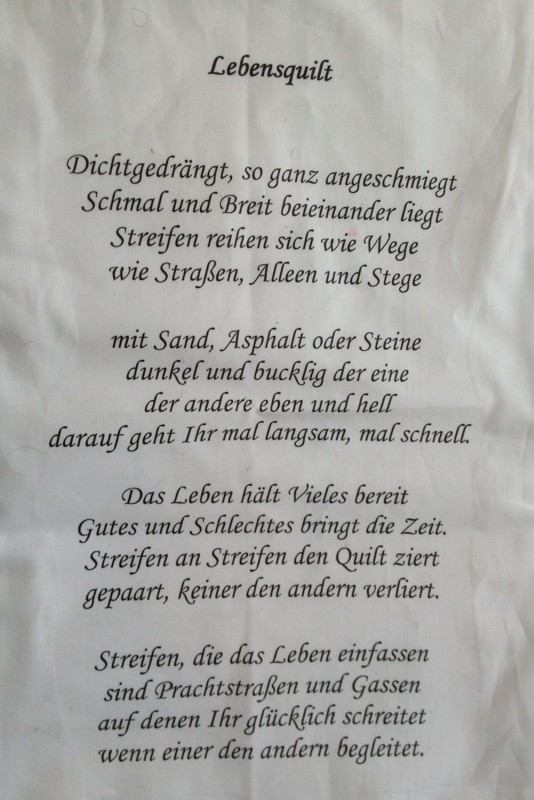 Lebensquilt
Dichtgedrängt, so ganz angeschmiegt
Schmal und Breit beieinander liegt
Streifen reihen sich wie Wege
wie Straßen, Alleen und Stege
mit Sand, Asphalt oder Steine
dunkel und bucklig der eine
der andere eben und hell
darauf geht Ihr mal langsam, mal schnell.
Das Leben hält Vieles bereit
Gutes und Schlechtes bringt die Zeit.
Streifen an Streifen den Quilt ziert
gepaart, keiner den andern verliert.
Streifen, die das Leben einfassen
sind Prachtstraßen und Gassen
auf denen Ihr glücklich schreitet
wenn einer den andern begleitet.